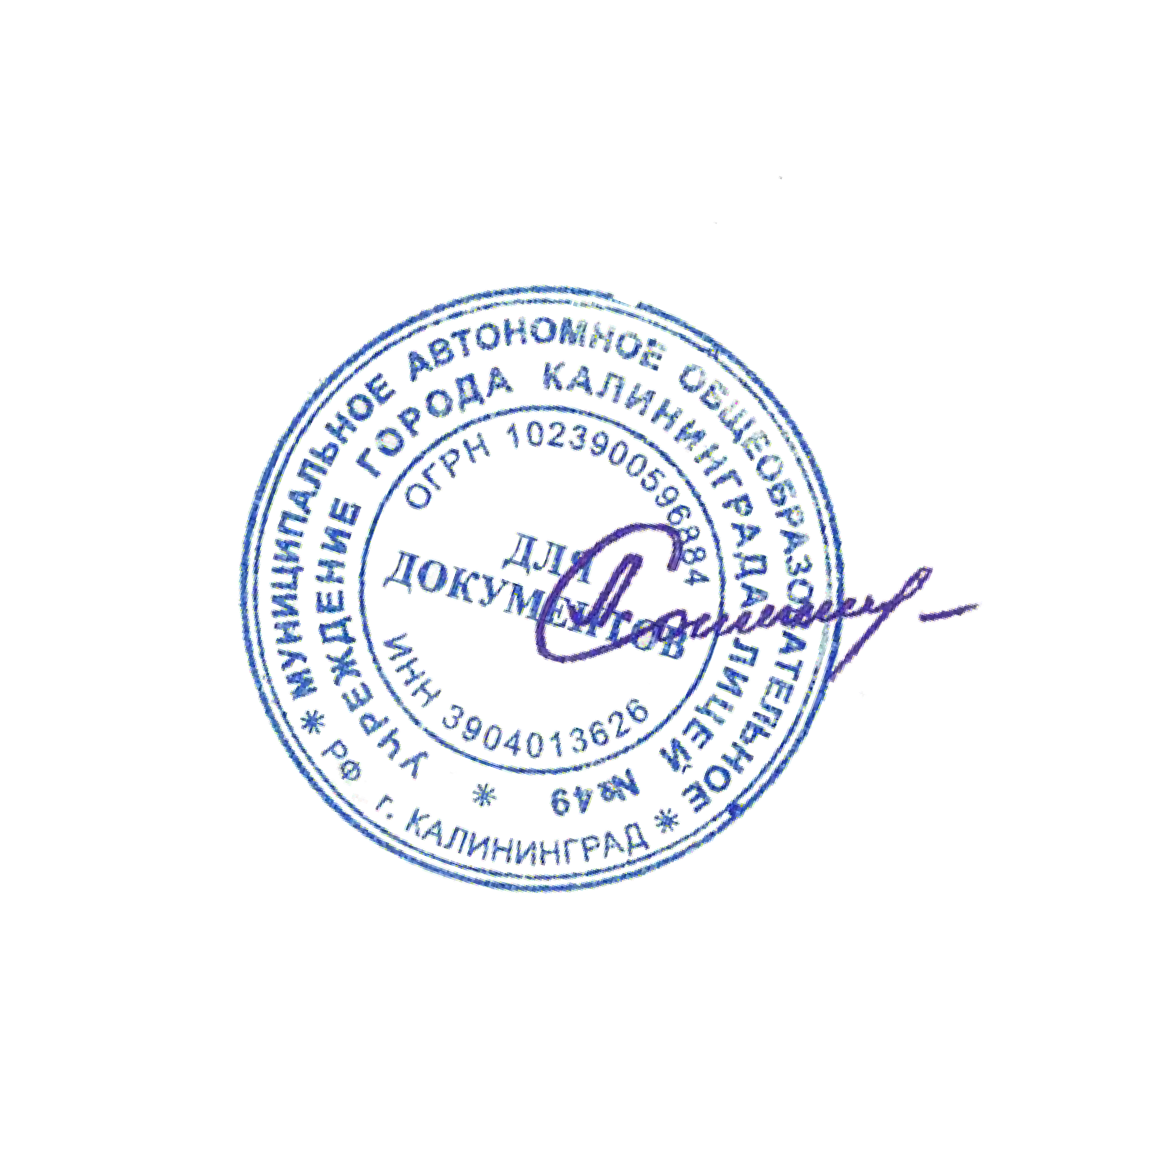 МУНИЦИПАЛЬНОЕ АВТОНОМНОЕ ОБЩЕОБРАЗОВАТЕЛЬНОЕ
* РФ г. КАЛИНИНГРАД *
УЧРЕЖДЕНИЕ ГОРОДА КАЛИНИНГРАДА ЛИЦЕЙ №49 *
ОГРН 1023900596884
ДЛЯ
ДОКУМЕНТОВ
ИНН 3904013626